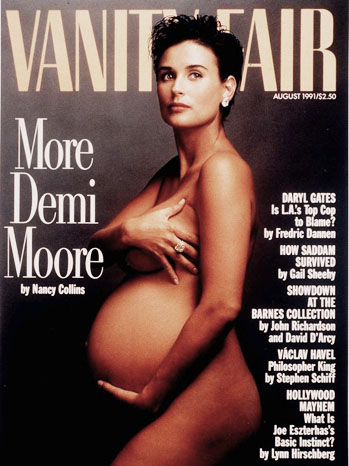 VANITY FAIR
AUGUST 1991/$2.50
More
Demi
Moore
by Nancy Collins
DARYL GATES
Is L.A.'s Top Cop
to Blame?
by Fredric Dannen
HOW SADDAM
SURVIVED
by Gail Sheehy
SHOWDOWN
AT THE
BARNES COLLECTION
by John Richardson
and David D'Arcy
VÁCLAV HAVEL
Philosopher King
by Stephen Schiff
HOLLYWOOD
MAYHEM
What Is
Joe Eszterhas's
Basic Instinct?
by Lynn Hirschberg